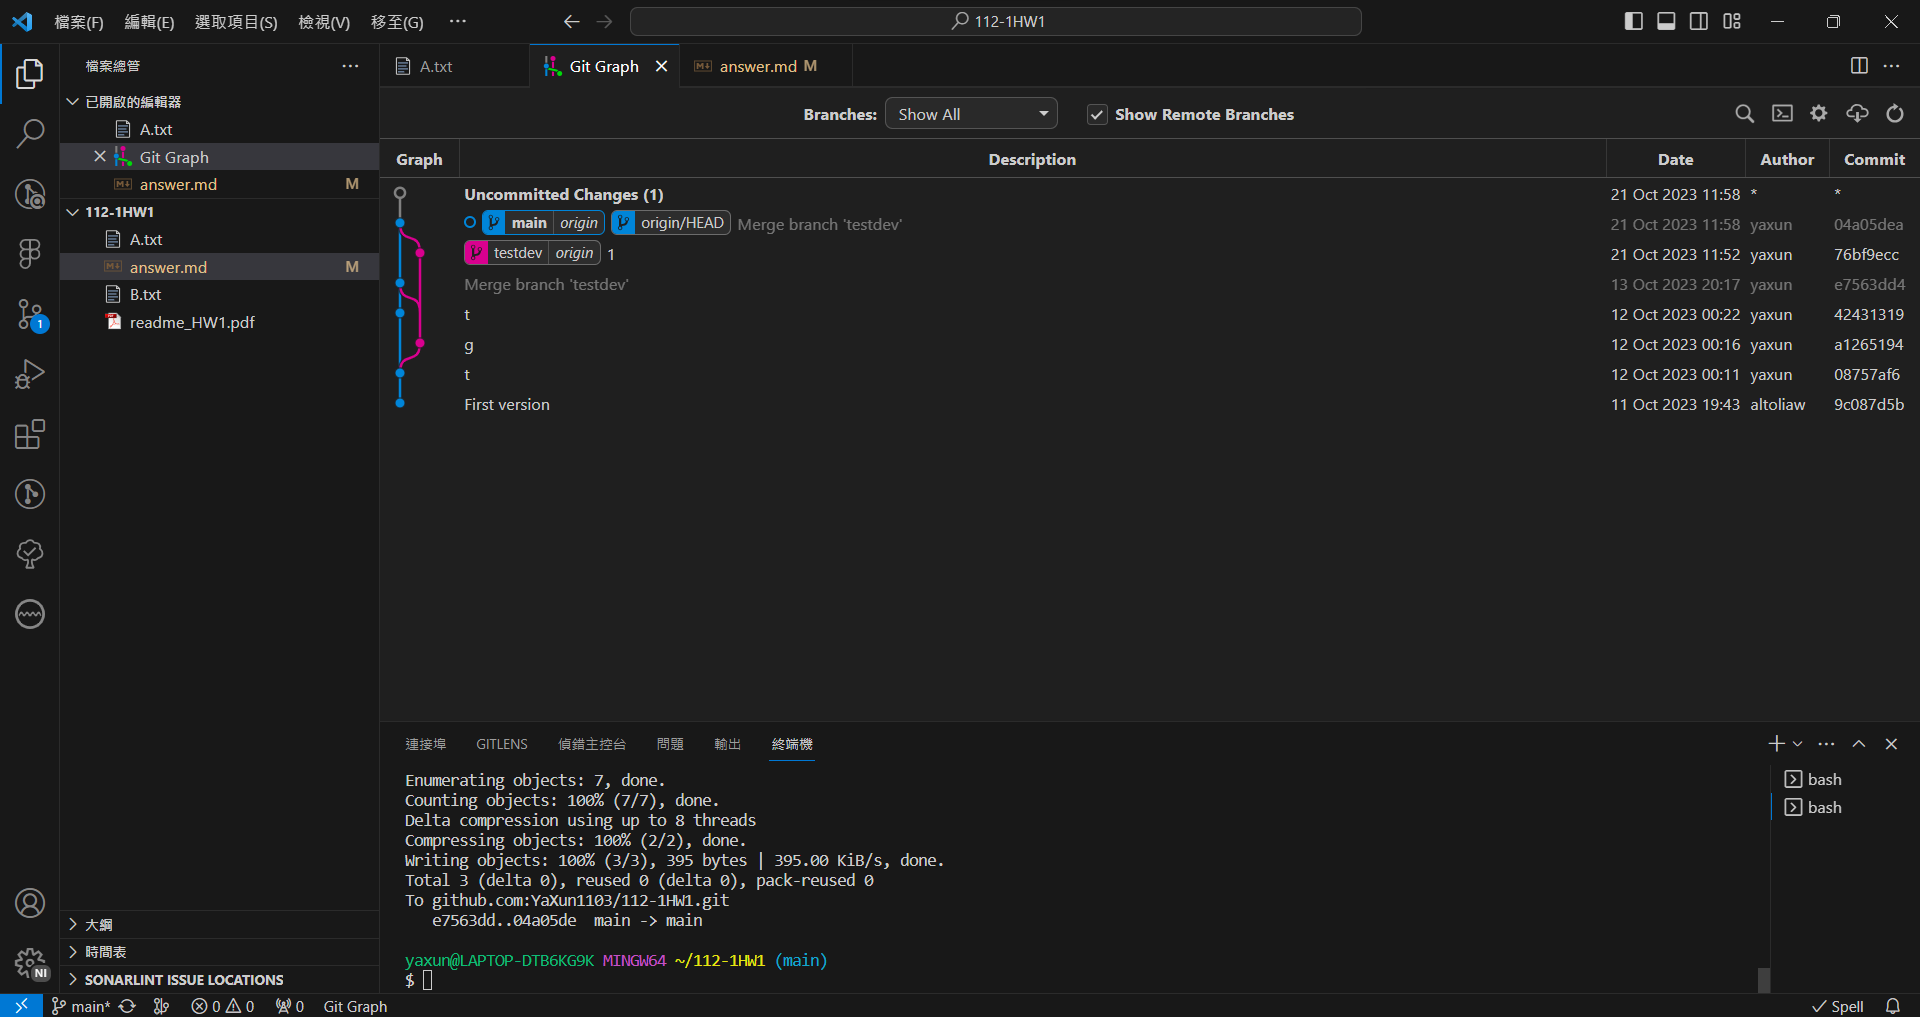 檔案(F) 編輯(E) 選取項目(S) 檢視(V) 移至(G) ··· 112-1HW1
檔案總管
已開啟的編輯器
A.txt
Git Graph
answer.md M
112-1HW1
A.txt
answer.md M
B.txt
readme_HW1.pdf
大綱
時間表
SONARLINT ISSUE LOCATIONS
1
NI
A.txt Git Graph answer.md M
Branches: Show All Show Remote Branches
Graph Description Date Author Commit
Uncommitted Changes (1) 21 Oct 2023 11:58 * *
main origin origin/HEAD Merge branch 'testdev' 21 Oct 2023 11:58 yaxun 04a05dea
testdev origin 1 21 Oct 2023 11:52 yaxun 76bf9ecc
Merge branch 'testdev' 13 Oct 2023 20:17 yaxun e7563dd4
t 12 Oct 2023 00:22 yaxun 42431319
g 12 Oct 2023 00:16 yaxun a1265194
t 12 Oct 2023 00:11 yaxun 08757af6
First version 11 Oct 2023 19:43 altoliaw 9c087d5b
連接埠 GITLENS 偵錯主控台 問題 輸出 終端機
Enumerating objects: 7, done.
Counting objects: 100% (7/7), done.
Delta compression using up to 8 threads
Compressing objects: 100% (2/2), done.
Writing objects: 100% (3/3), 395 bytes | 395.00 KiB/s, done.
Total 3 (delta 0), reused 0 (delta 0), pack-reused 0
To github.com:YaXun1103/112-1HW1.git
e7563dd..04a05de main -> main
yaxun@LAPTOP-DTB6KG9K MINGW64 ~/112-1HW1 (main)
$
bash
bash
main* 0 0 0 Git Graph Spell